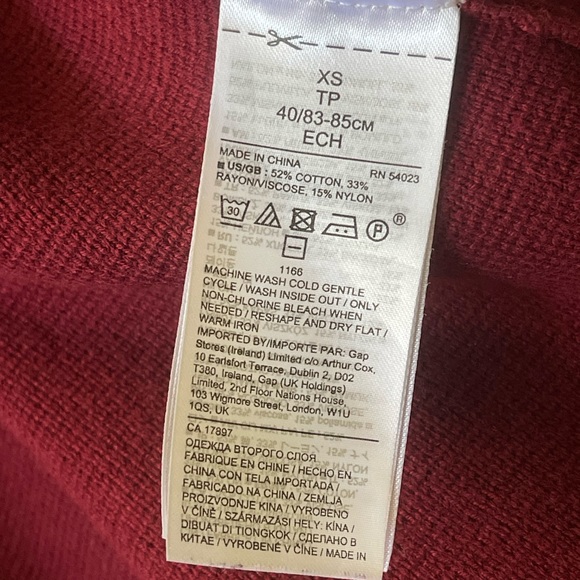 XS
TP
40/83-85CM
ECH
MADE IN CHINA RN 54023
■ US/GB : 52% COTTON, 33%
RAYON/VISCOSE, 15% NYLON
30 P ®
1166
MACHINE WASH COLD GENTLE
CYCLE / WASH INSIDE OUT / ONLY
NON-CHLORINE BLEACH WHEN
NEEDED / RESHAPE AND DRY FLAT /
WARM IRON
IMPORTED BY/IMPORTE PAR: Gap
Stores (Ireland) Limited c/o Arthur Cox,
10 Earlsfort Terrace, Dublin 2, D02
T380, Ireland, Gap (UK Holdings)
Limited, 2nd Floor Nations House,
103 Wigmore Street, London, W1U
1QS, UK
CA 17897
ОДЕЖДА ВТОРОГО СЛОЯ
FABRIQUE EN CHINE / HECHO EN
CHINA CON TELA IMPORTADA /
FABRICADO NA CHINA / ZEMLJA
PROIZVODNJE KINA / VYROBENO
V ČÍNĚ / SZÁRMAZÁSI HELY: KÍNA /
DIBUAT DI TIONGKOK / СДЕЛАНО В
КИТАЕ / VYROBENÉ V ČÍNE / MADE IN